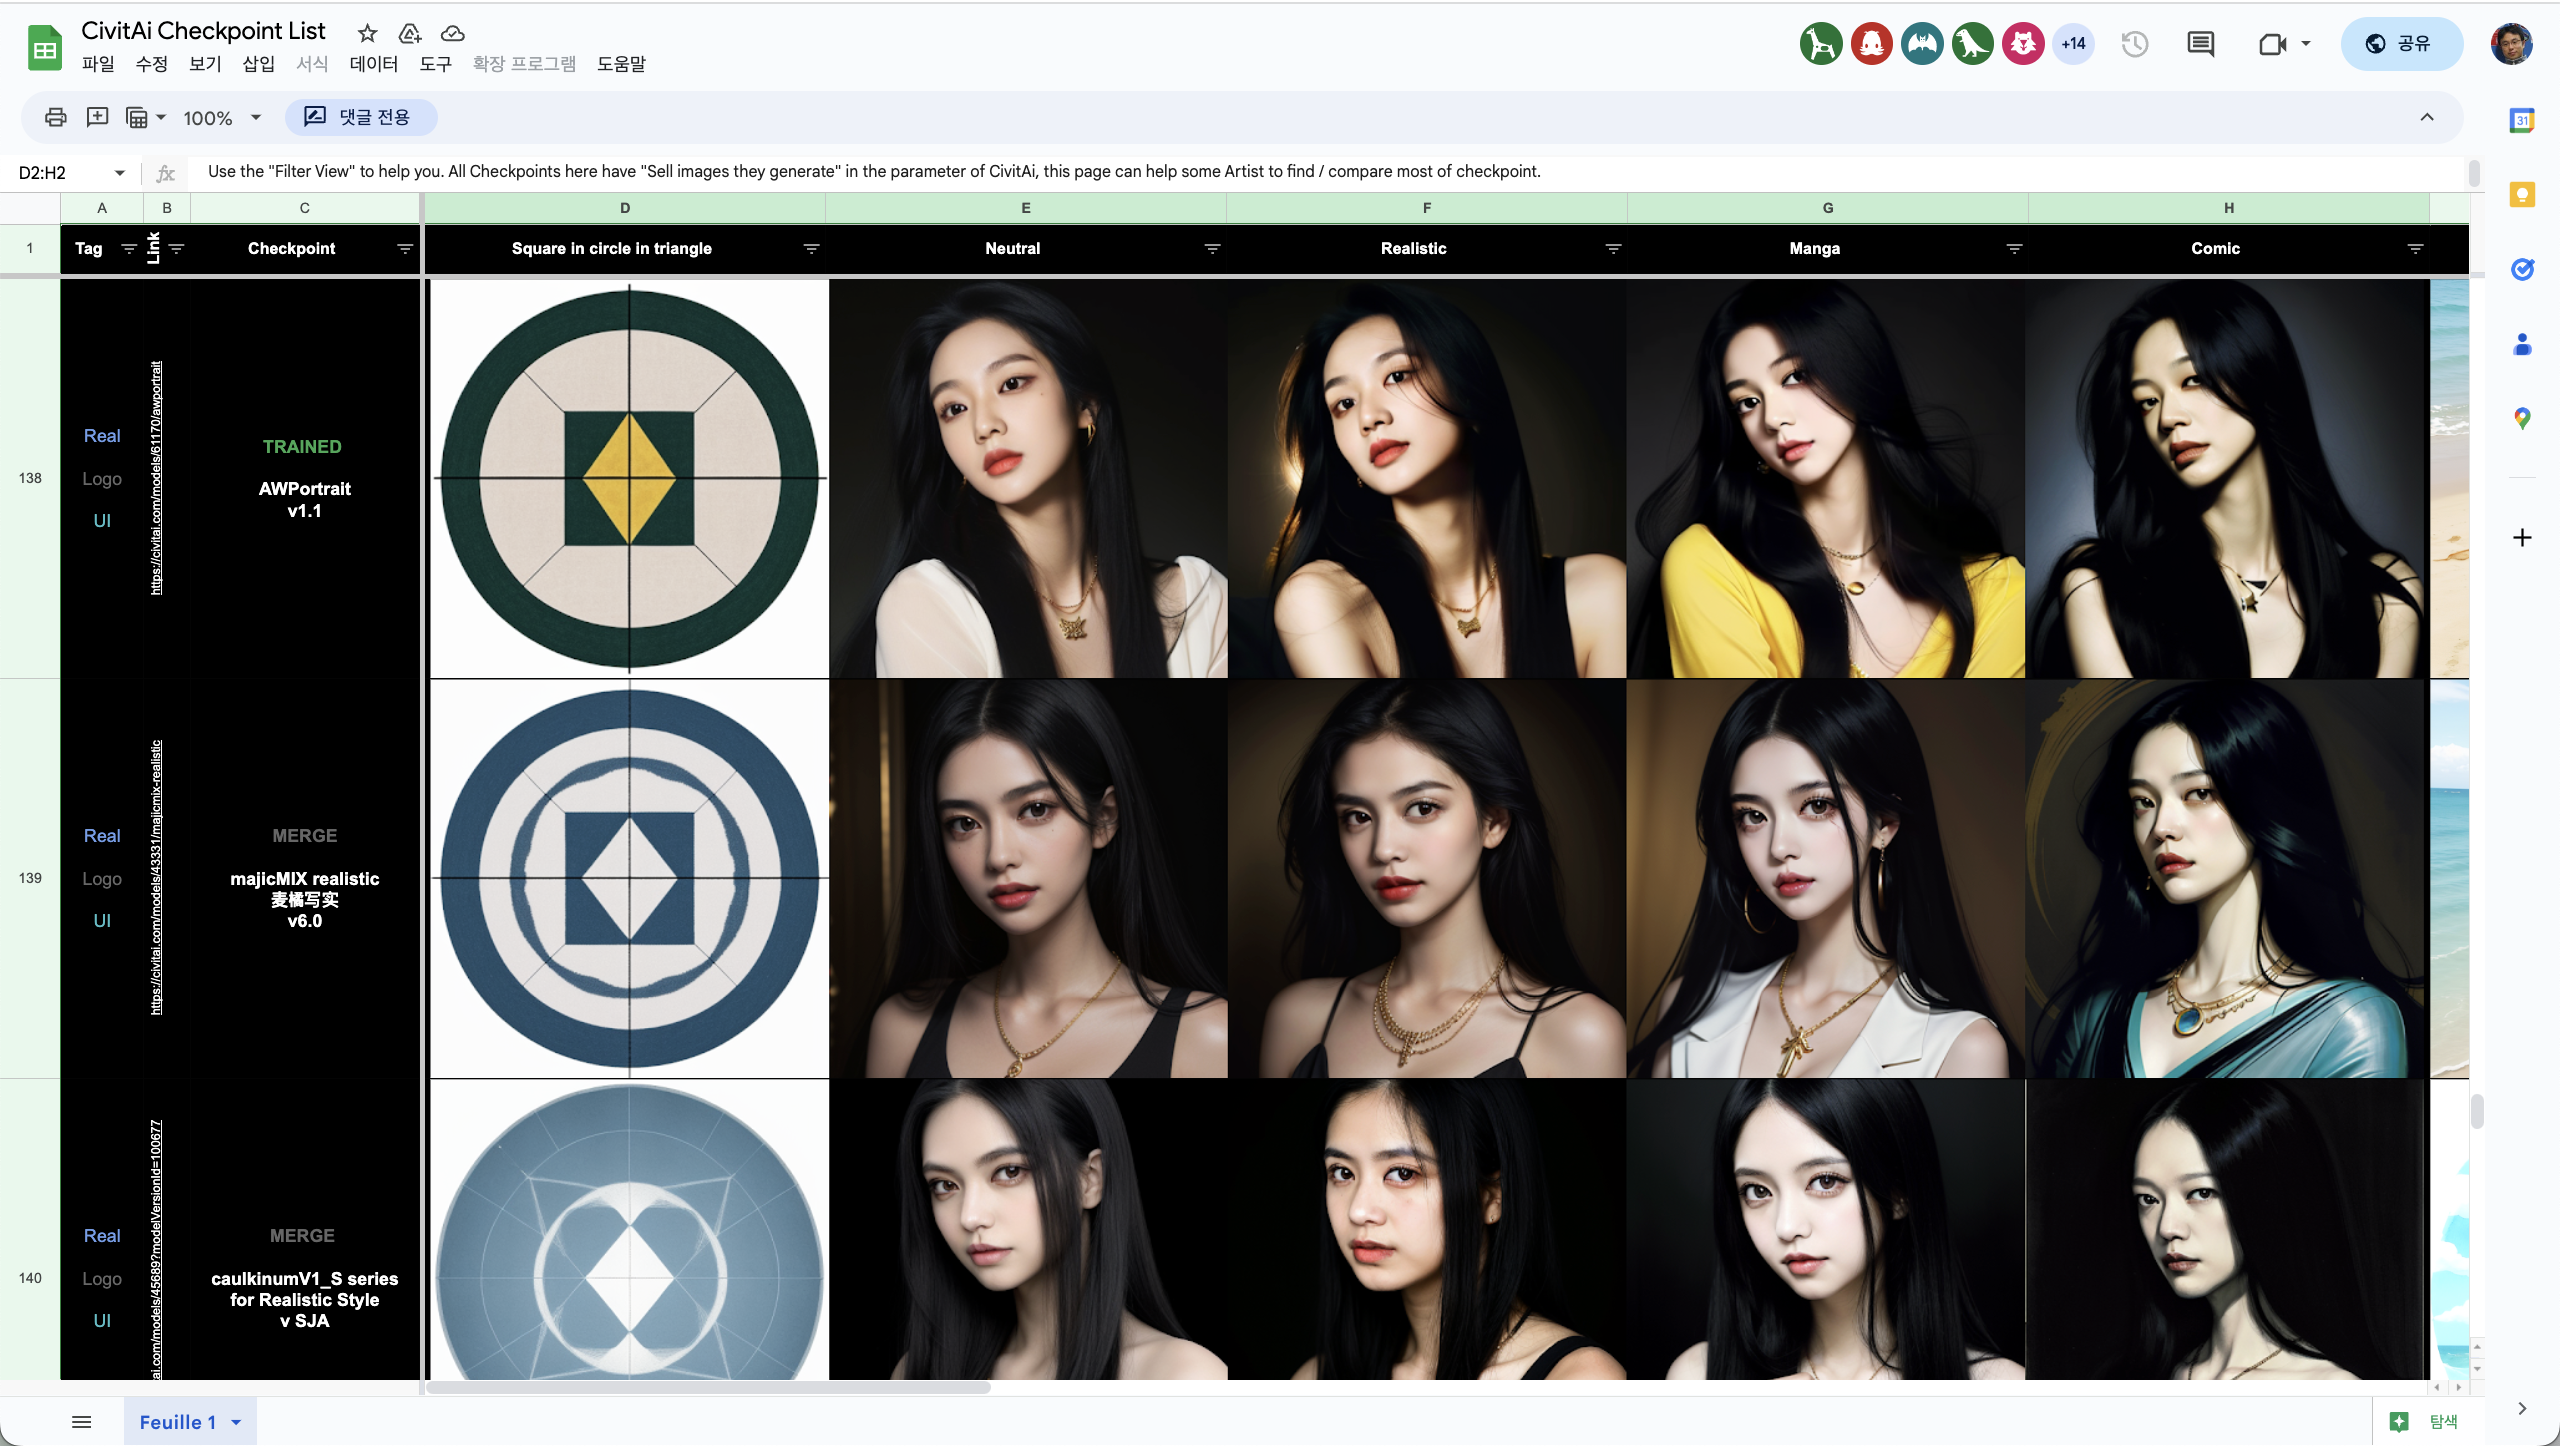 CivitAi Checkpoint List
파일 수정 보기 삽입 서식 데이터 도구 확장 프로그램 도움말
+14
공유
100%
댓글 전용
31
D2:H2
fx
Use the "Filter View" to help you. All Checkpoints here have "Sell images they generate" in the parameter of CivitAi, this page can help some Artist to find / compare most of checkpoint.
A B C D E F G H
1 Tag Link Checkpoint Square in circle in triangle Neutral Realistic Manga Comic
138
Real
Logo
UI
https://civitai.com/models/61170/awportrait
TRAINED
AWPortrait
v1.1
139
Real
Logo
UI
https://civitai.com/models/43331/majicmix-realistic
MERGE
majicMIX realistic
麦橘写实
v6.0
140
Real
Logo
UI
ai.com/models/45689?modelVersionId=100677
MERGE
caulkinumV1_S series
for Realistic Style
v SJA
Feuille 1
탐색